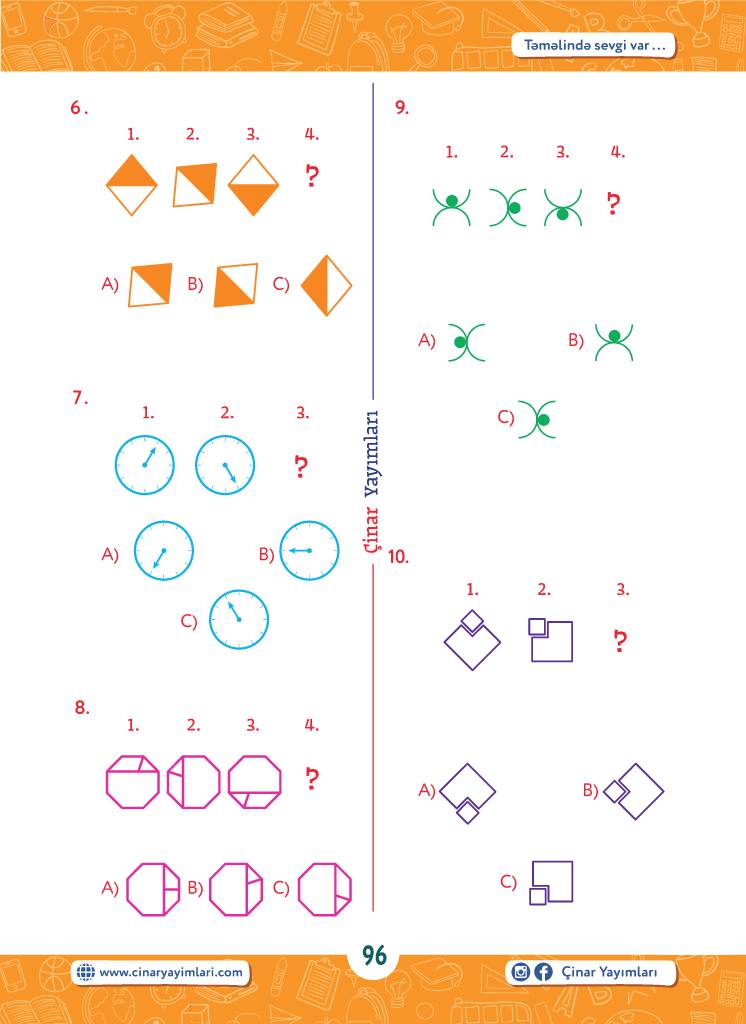 Təməlində sevgi var ...
6 .
1. 2. 3. 4.
?
A) B) C)
7 .
1. 2. 3.
?
A) B)
C)
8.
1. 2. 3. 4.
?
A) B) C)
Çinar Yayımları
9.
1. 2. 3. 4.
?
A) B)
C)
10.
1. 2. 3.
?
A) B)
C)
www.cinaryayimlari.com
96
Çinar Yayımları